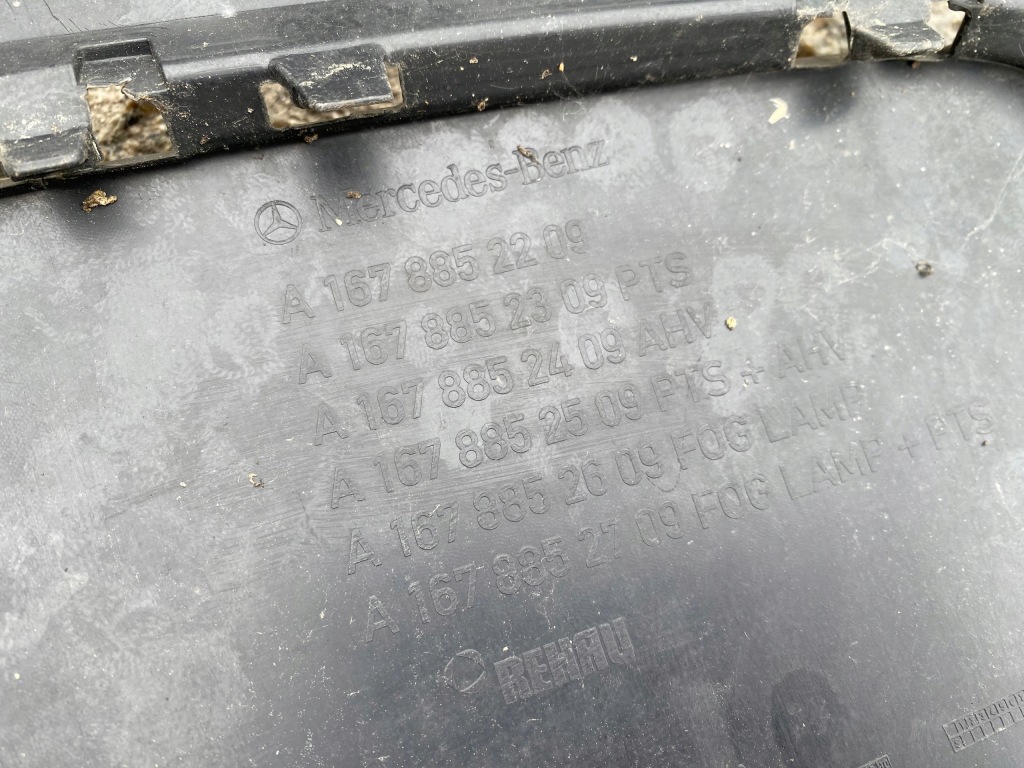 Mercedes-Benz
A 167 885 22 09
A 167 885 23 09 PTS
A 167 885 24 09 AHV
A 167 885 25 09 PTS + AHV
A 167 885 26 09 FOG LAMP
A 167 885 27 09 FOG LAMP + PTS
REHAU